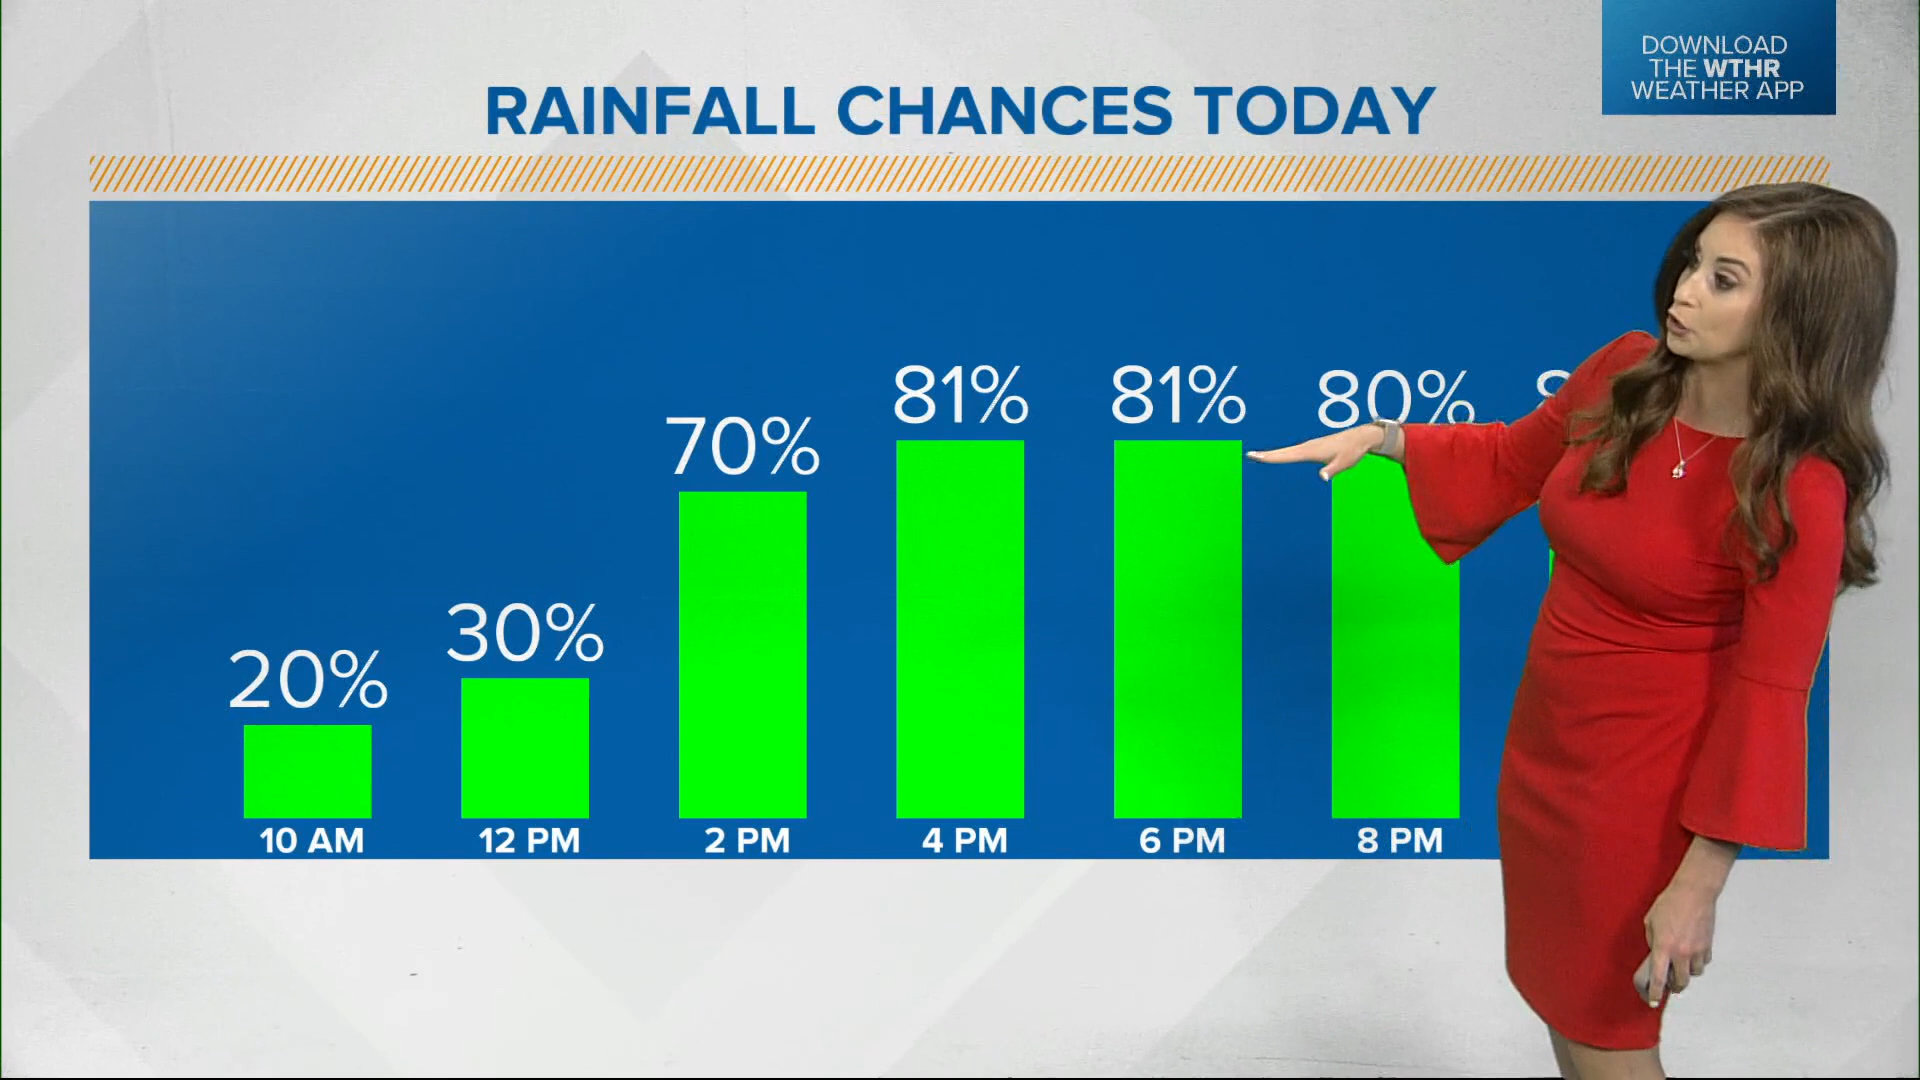 DOWNLOAD
THE WTHR
WEATHER APP
RAINFALL CHANCES TODAY
20% 30% 70% 81% 81% 80%
10 AM 12 PM 2 PM 4 PM 6 PM 8 PM